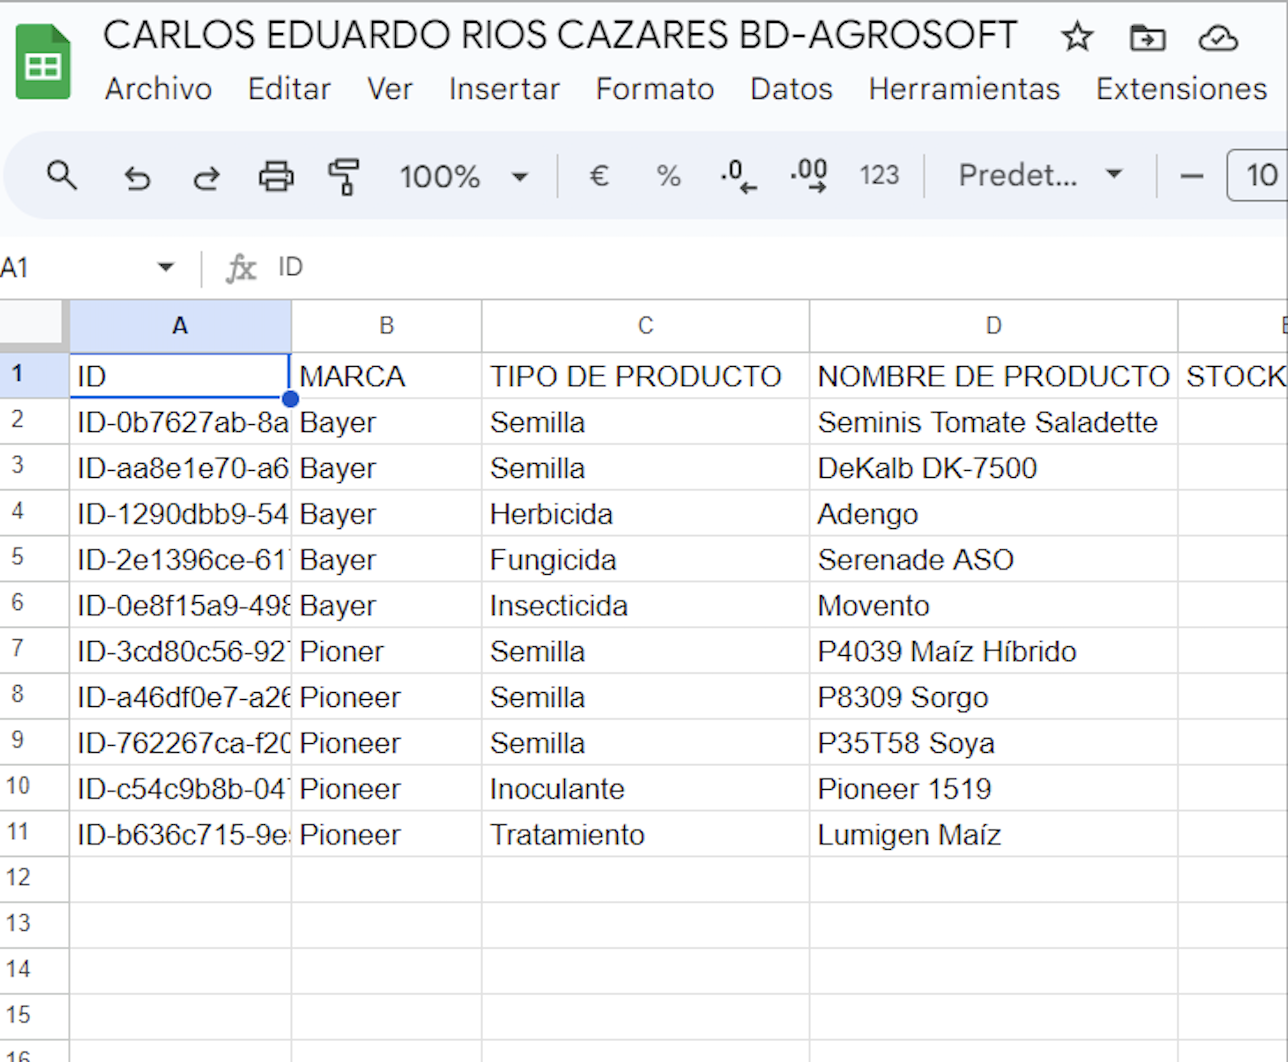 CARLOS EDUARDO RIOS CAZARES BD-AGROSOFT
Archivo Editar Ver Insertar Formato Datos Herramientas Extensiones
100% € % .0 .00 123 Predet... 10
A1 fx ID
A B C D
1 ID MARCA TIPO DE PRODUCTO NOMBRE DE PRODUCTO STOCK
2 ID-0b7627ab-8a Bayer Semilla Seminis Tomate Saladette
3 ID-aa8e1e70-a6 Bayer Semilla DeKalb DK-7500
4 ID-1290dbb9-54 Bayer Herbicida Adengo
5 ID-2e1396ce-61 Bayer Fungicida Serenade ASO
6 ID-0e8f15a9-498 Bayer Insecticida Movento
7 ID-3cd80c56-92 Pioner Semilla P4039 Maíz Híbrido
8 ID-a46df0e7-a26 Pioneer Semilla P8309 Sorgo
9 ID-762267ca-f20 Pioneer Semilla P35T58 Soya
10 ID-c54c9b8b-04 Pioneer Inoculante Pioneer 1519
11 ID-b636c715-9e Pioneer Tratamiento Lumigen Maíz
12
13
14
15
16